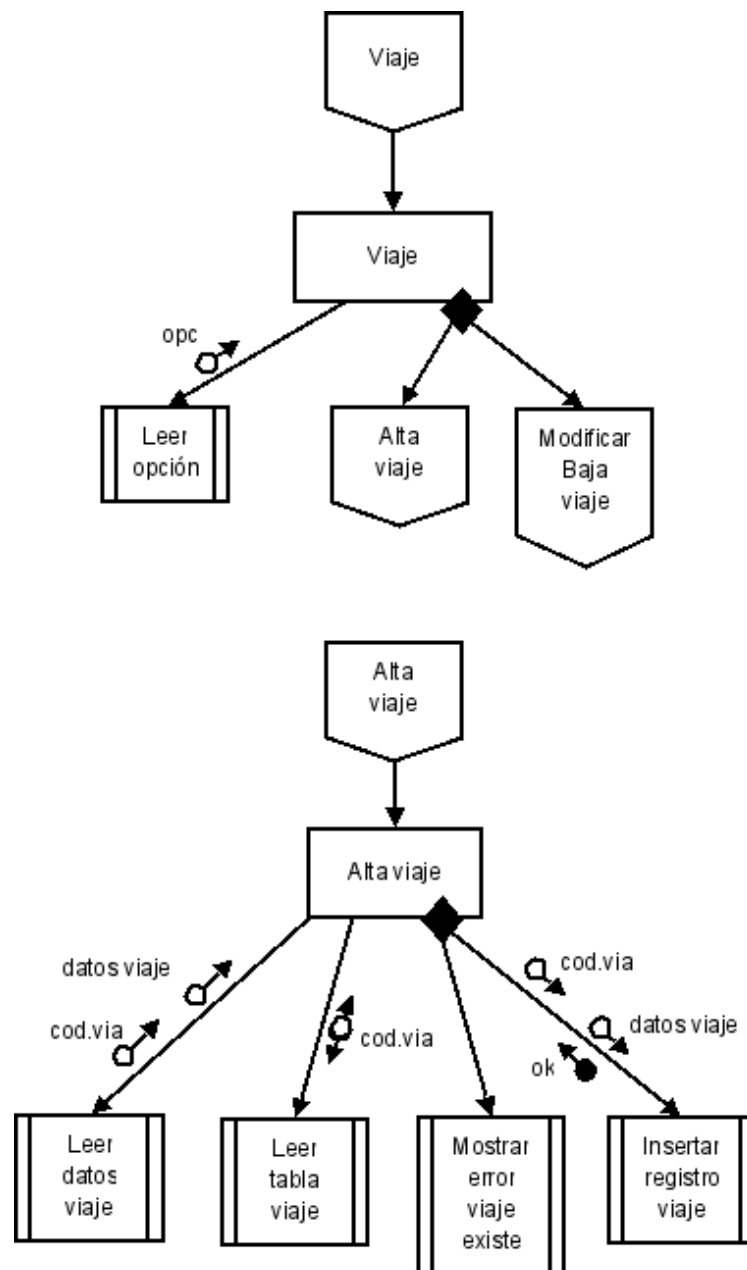 Viaje
Viaje
opc
Leer
opción
Alta
viaje
Modificar
Baja
viaje
Alta
viaje
Alta viaje
datos viaje
cod.via
cod.via
cod.via
datos viaje
ok
Leer
datos
viaje
Leer
tabla
viaje
Mostrar
error
viaje
existe
Insertar
registro
viaje